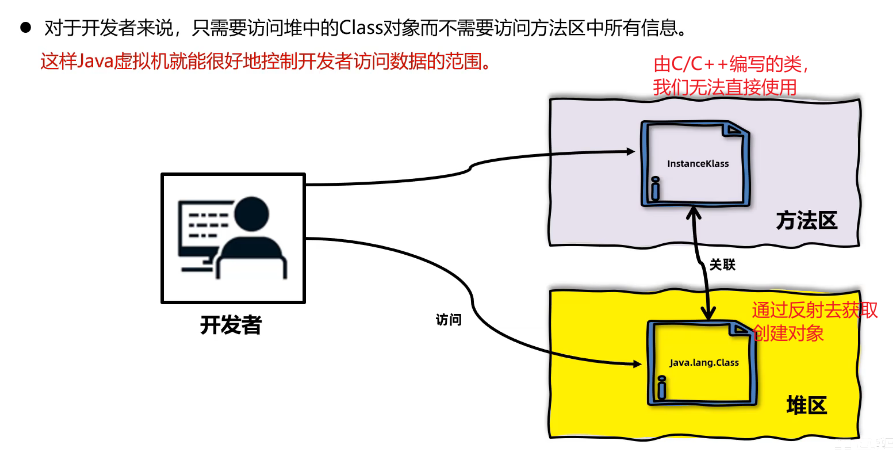 ● 对于开发者来说，只需要访问堆中的Class对象而不需要访问方法区中所有信息。
这样Java虚拟机就能很好地控制开发者访问数据的范围。
由C/C++编写的类，
我们无法直接使用
InstanceKlass
方法区
关联
开发者
访问
通过反射去获取
创建对象
Java.lang.Class
堆区